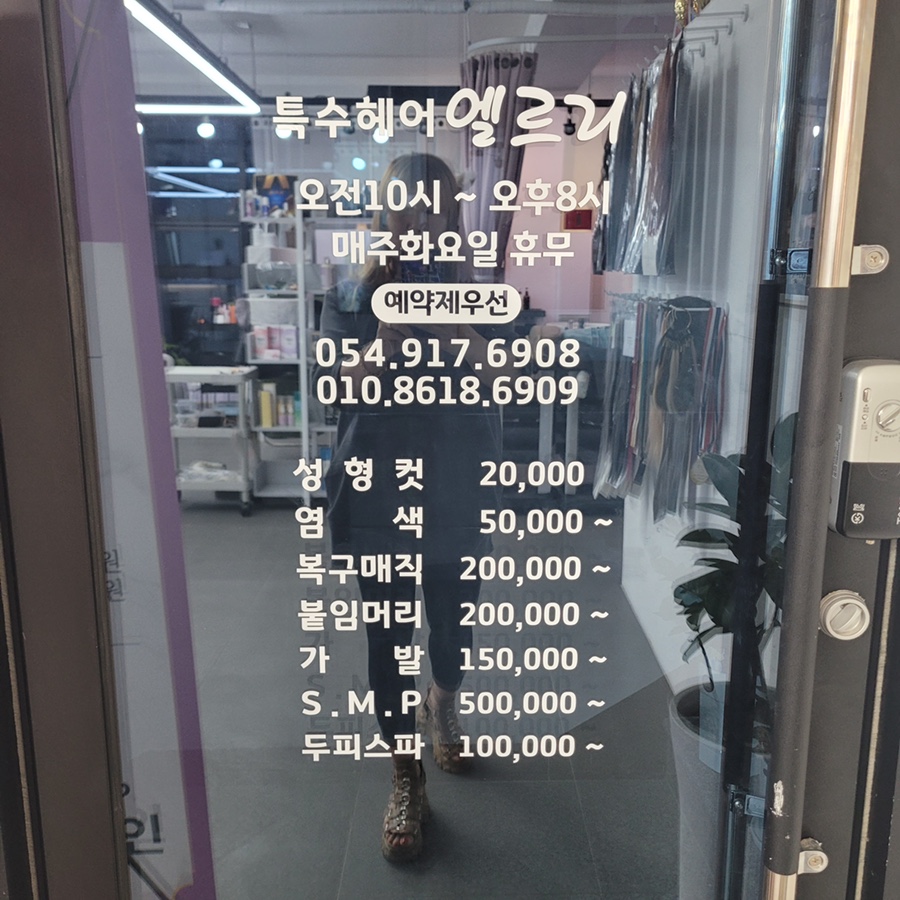 특수헤어 엘르리
오전10시 ~ 오후8시
매주화요일 휴무
예약제우선
054.917.6908
010.8618.6909
성 형 컷 20,000
염 색 50,000 ~
복구매직 200,000 ~
붙임머리 200,000 ~
가 발 150,000 ~
S.M.P 500,000 ~
두피스파 100,000 ~
원
원